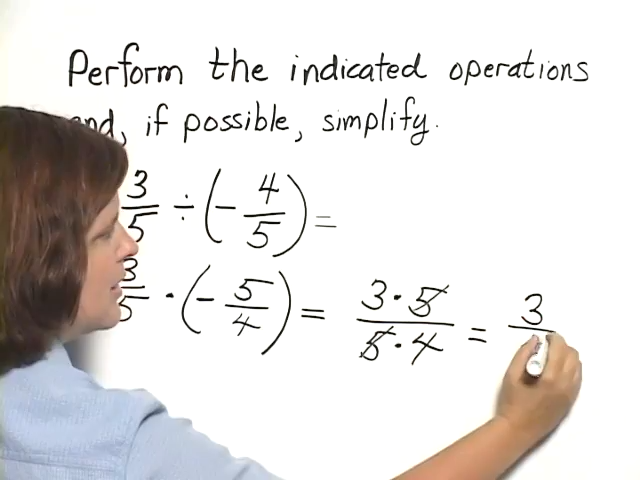 Perform the indicated operations
and, if possible, simplify.
3/5 ÷ (- 4/5) =
3/5 · (- 5/4) = 3·5/5·4 = 3